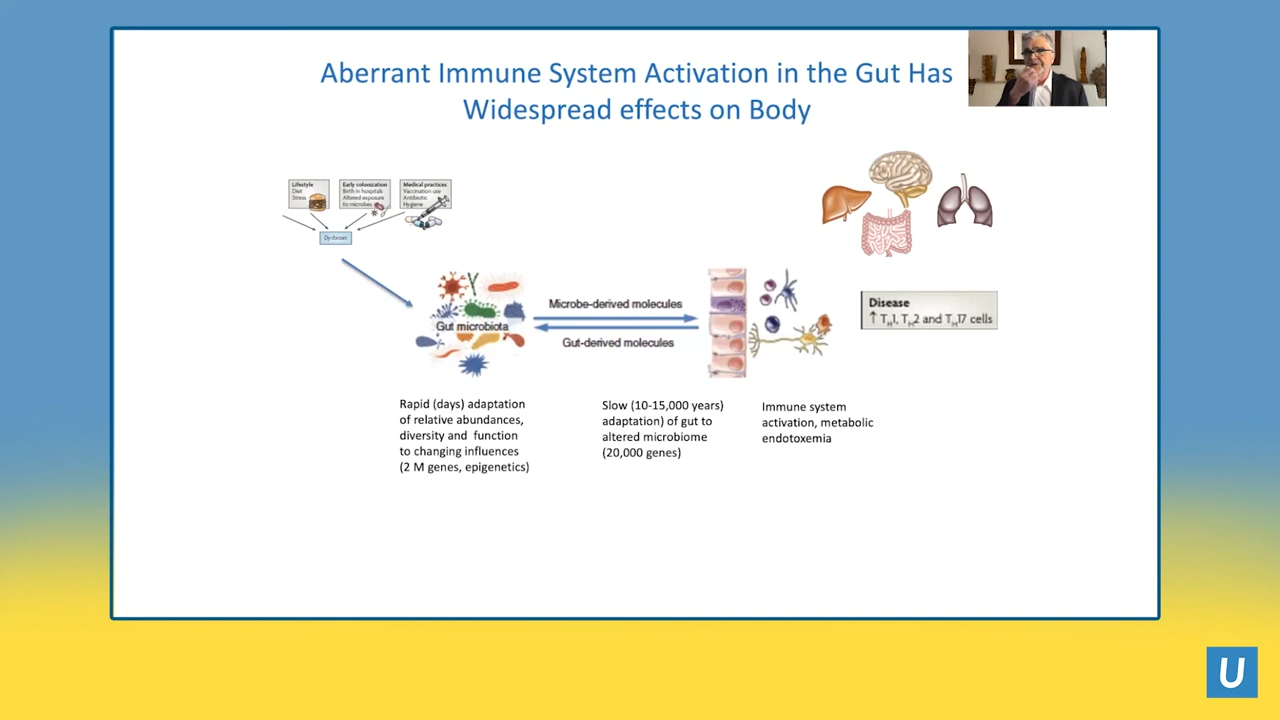 Aberrant Immune System Activation in the Gut Has
Widespread effects on Body
Lifestyle
Diet
Stress
Early colonization
Birth in hospitals
Altered exposure
to microbes
Medical practices
Vaccination use
Antibiotic
Hygiene
Dysbiosis
Gut microbiota
Microbe-derived molecules
Gut-derived molecules
Disease
↑ TH1, TH2 and TH17 cells
Rapid (days) adaptation
of relative abundances,
diversity and function
to changing influences
(2 M genes, epigenetics)
Slow (10-15,000 years)
adaptation) of gut to
altered microbiome
(20,000 genes)
Immune system
activation, metabolic
endotoxemia
U